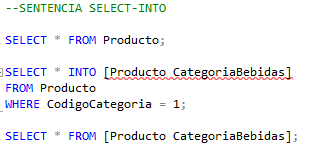 --SENTENCIA SELECT-INTO
SELECT * FROM Producto;
SELECT * INTO [Producto CategoriaBebidas]
FROM Producto
WHERE CodigoCategoria = 1;
SELECT * FROM [Producto CategoriaBebidas];